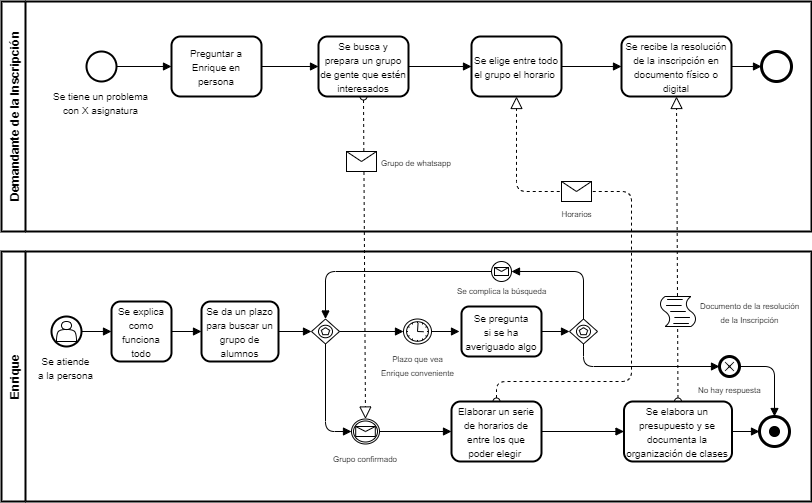 Demandante de la Inscripción
Se tiene un problema
con X asignatura
Preguntar a
Enrique en
persona
Se busca y
prepara un grupo
de gente que estén
interesados
Se elige entre todo
el grupo el horario
Se recibe la resolución
de la inscripción en
documento físico o
digital
Grupo de whatsapp
Horarios
Enrique
Se atiende
a la persona
Se explica
como
funciona
todo
Se da un plazo
para buscar un
grupo de
alumnos
Se complica la búsqueda
Plazo que vea
Enrique conveniente
Se pregunta
si se ha
averiguado algo
Documento de la resolución
de la Inscripción
No hay respuesta
Grupo confirmado
Elaborar un serie
de horarios de
entre los que
poder elegir
Se elabora un
presupuesto y se
documenta la
organización de clases